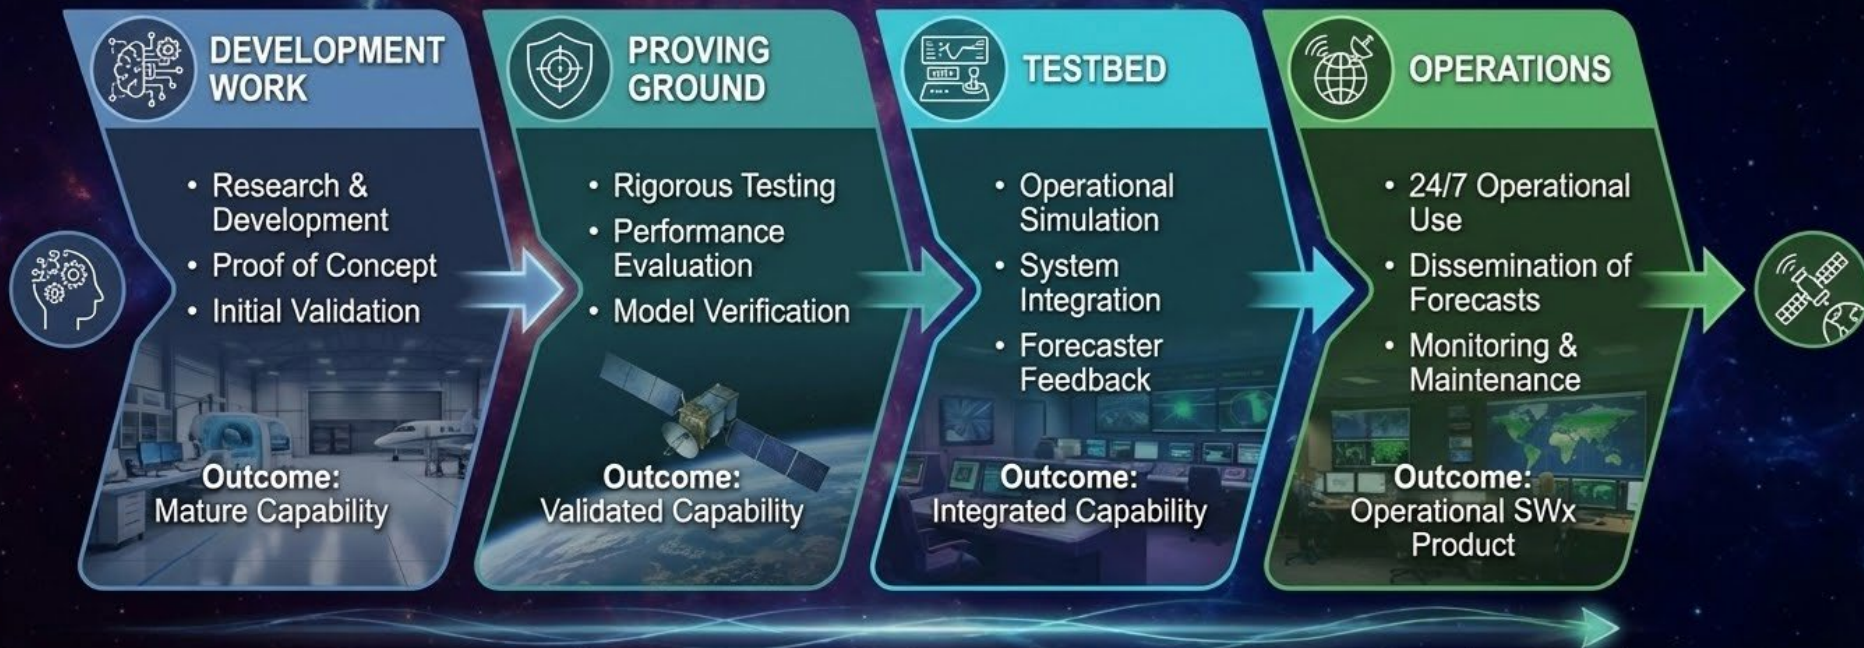 DEVELOPMENT
WORK
• Research &
Development
• Proof of Concept
• Initial Validation
Outcome:
Mature Capability
PROVING
GROUND
• Rigorous Testing
• Performance
Evaluation
• Model Verification
Outcome:
Validated Capability
TESTBED
• Operational
Simulation
• System
Integration
• Forecaster
Feedback
Outcome:
Integrated Capability
OPERATIONS
• 24/7 Operational
Use
• Dissemination of
Forecasts
• Monitoring &
Maintenance
Outcome:
Operational SWx
Product